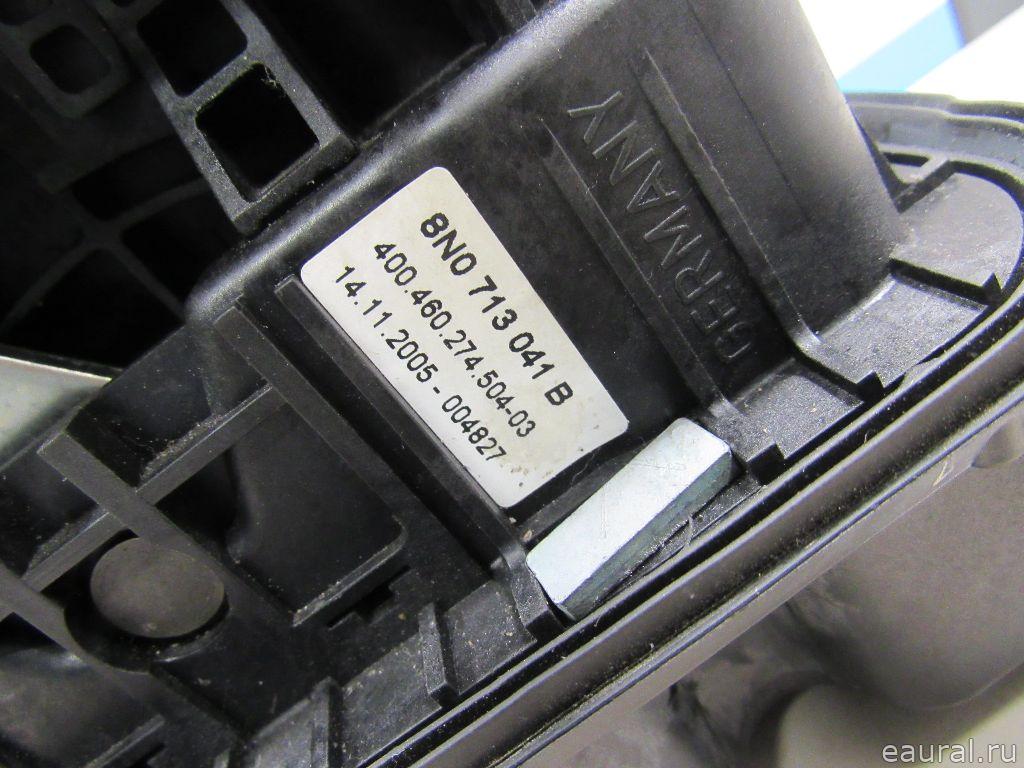 8N0 713 041 B
400.460.274.504-03
14.11.2005 - 004827
GERMANY
eaural.ru